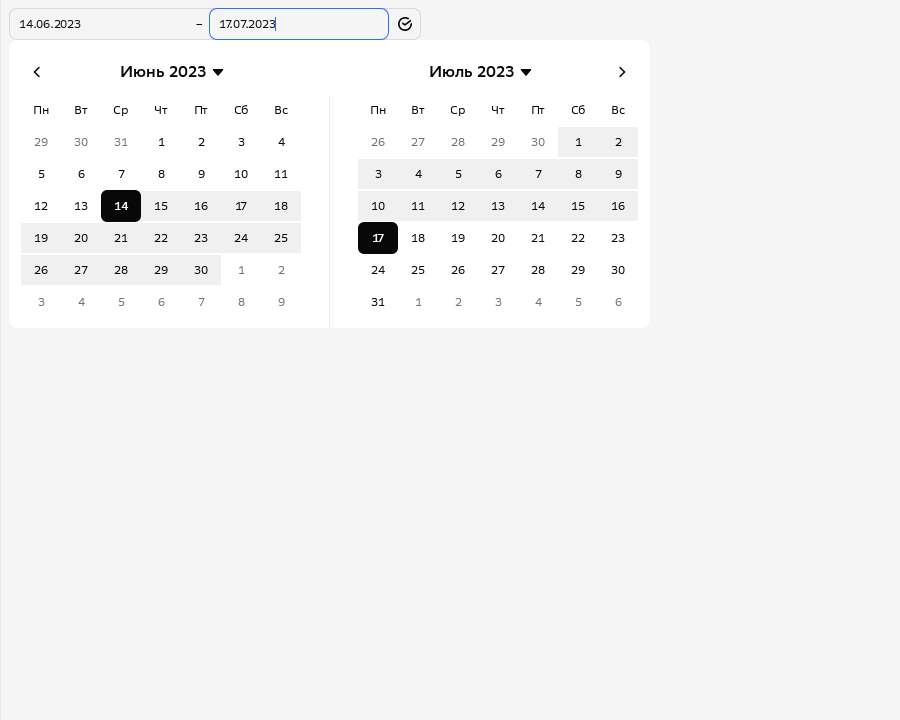 14.06.2023 – 17.07.2023
Июнь 2023
Пн Вт Ср Чт Пт Сб Вс
29 30 31 1 2 3 4
5 6 7 8 9 10 11
12 13 14 15 16 17 18
19 20 21 22 23 24 25
26 27 28 29 30 1 2
3 4 5 6 7 8 9
Июль 2023
Пн Вт Ср Чт Пт Сб Вс
26 27 28 29 30 1 2
3 4 5 6 7 8 9
10 11 12 13 14 15 16
17 18 19 20 21 22 23
24 25 26 27 28 29 30
31 1 2 3 4 5 6